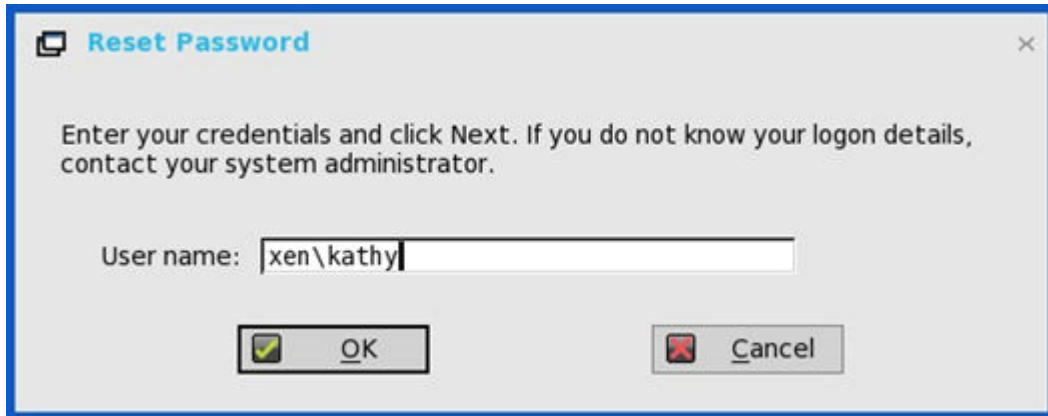 Reset Password
Enter your credentials and click Next. If you do not know your logon details,
contact your system administrator.
User name: xen\kathy
OK Cancel